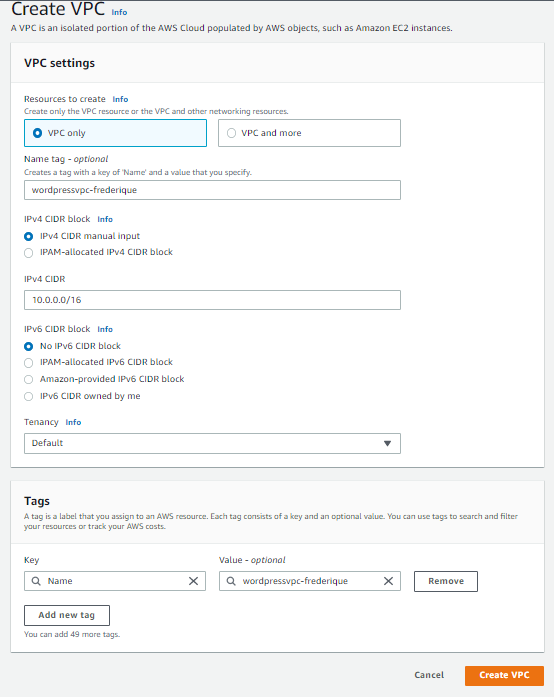 Create VPC Info
A VPC is an isolated portion of the AWS Cloud populated by AWS objects, such as Amazon EC2 instances.
VPC settings
Resources to create Info
Create only the VPC resource or the VPC and other networking resources.
VPC only
VPC and more
Name tag - optional
Creates a tag with a key of 'Name' and a value that you specify.
wordpressvpc-frederique
IPv4 CIDR block Info
IPv4 CIDR manual input
IPAM-allocated IPv4 CIDR block
IPv4 CIDR
10.0.0.0/16
IPv6 CIDR block Info
No IPv6 CIDR block
IPAM-allocated IPv6 CIDR block
Amazon-provided IPv6 CIDR block
IPv6 CIDR owned by me
Tenancy Info
Default
Tags
A tag is a label that you assign to an AWS resource. Each tag consists of a key and an optional value. You can use tags to search and filter
your resources or track your AWS costs.
Key
Value - optional
Name
wordpressvpc-frederique
Remove
Add new tag
You can add 49 more tags.
Cancel
Create VPC